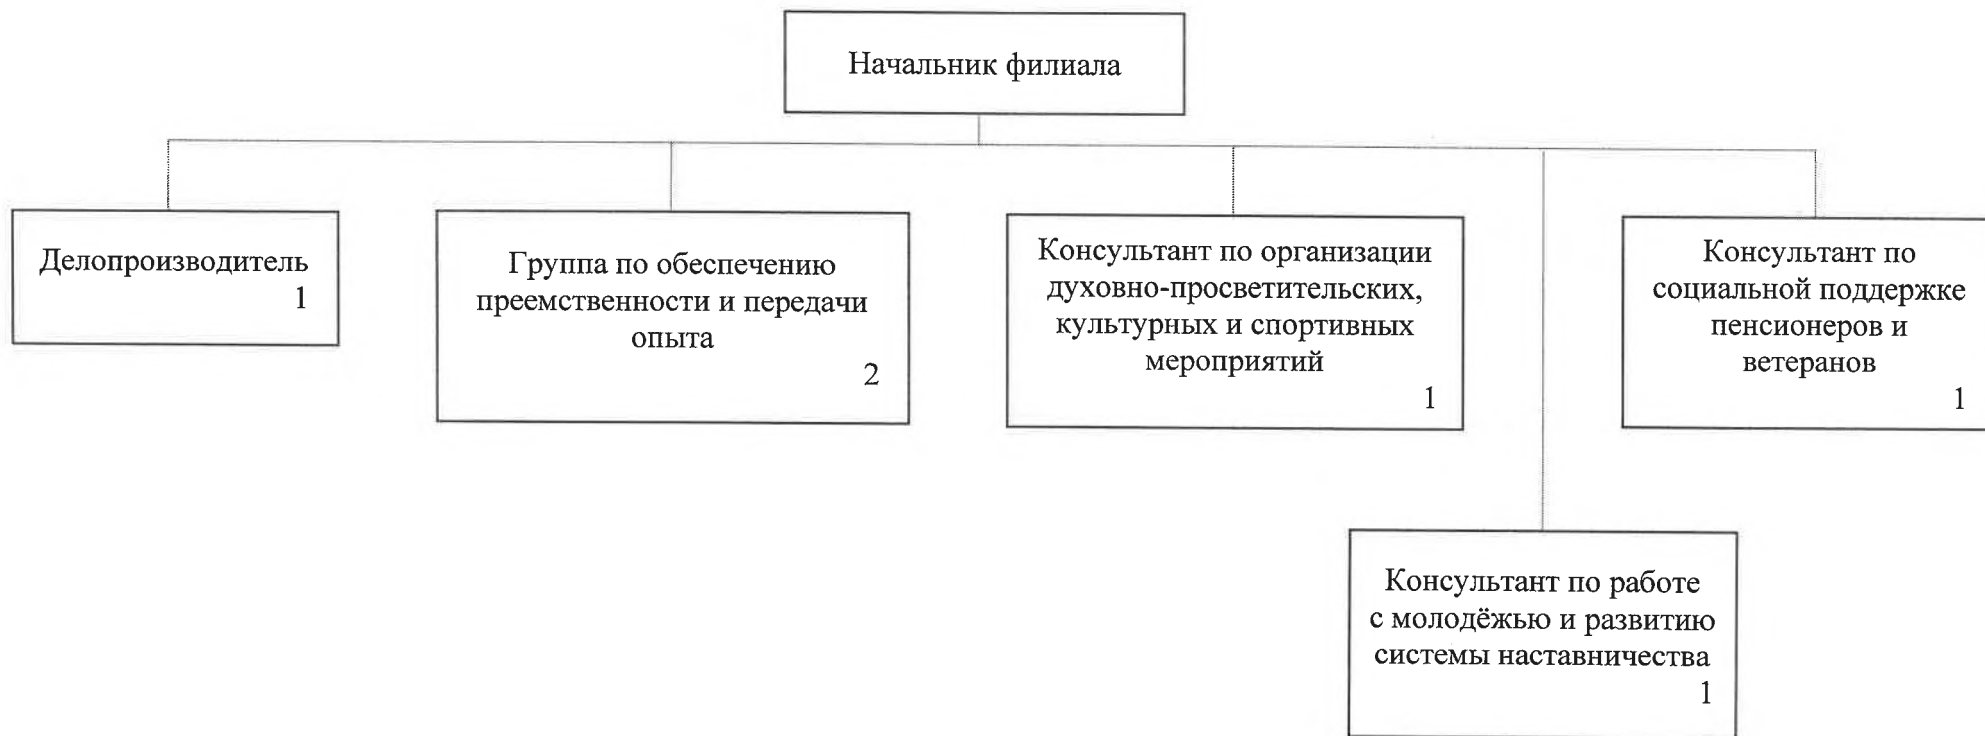 Начальник филиала
Делопроизводитель
1
Группа по обеспечению
преемственности и передачи
опыта
2
Консультант по организации
духовно-просветительских,
культурных и спортивных
мероприятий
1
Консультант по
социальной поддержке
пенсионеров и
ветеранов
1
Консультант по работе
с молодёжью и развитию
системы наставничества
1